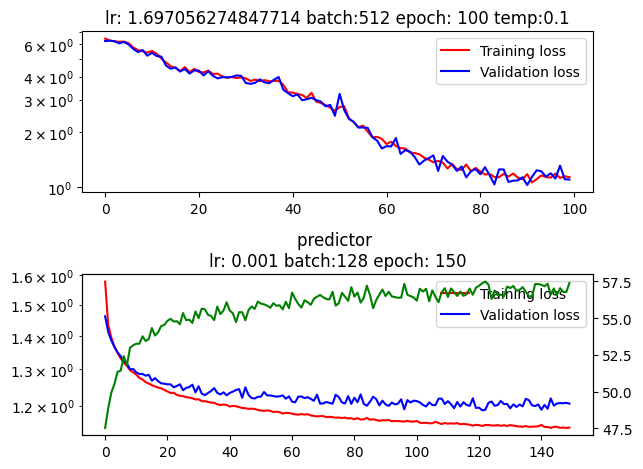 lr: 1.697056274847714 batch:512 epoch: 100 temp:0.1
6 × 10⁰
4 × 10⁰
3 × 10⁰
2 × 10⁰
10⁰
Training loss
Validation loss
0 20 40 60 80 100
predictor
lr: 0.001 batch:128 epoch: 150
1.6 × 10⁰
1.5 × 10⁰
1.4 × 10⁰
1.3 × 10⁰
1.2 × 10⁰
Training loss
Validation loss
57.5
55.0
52.5
50.0
47.5
0 20 40 60 80 100 120 140